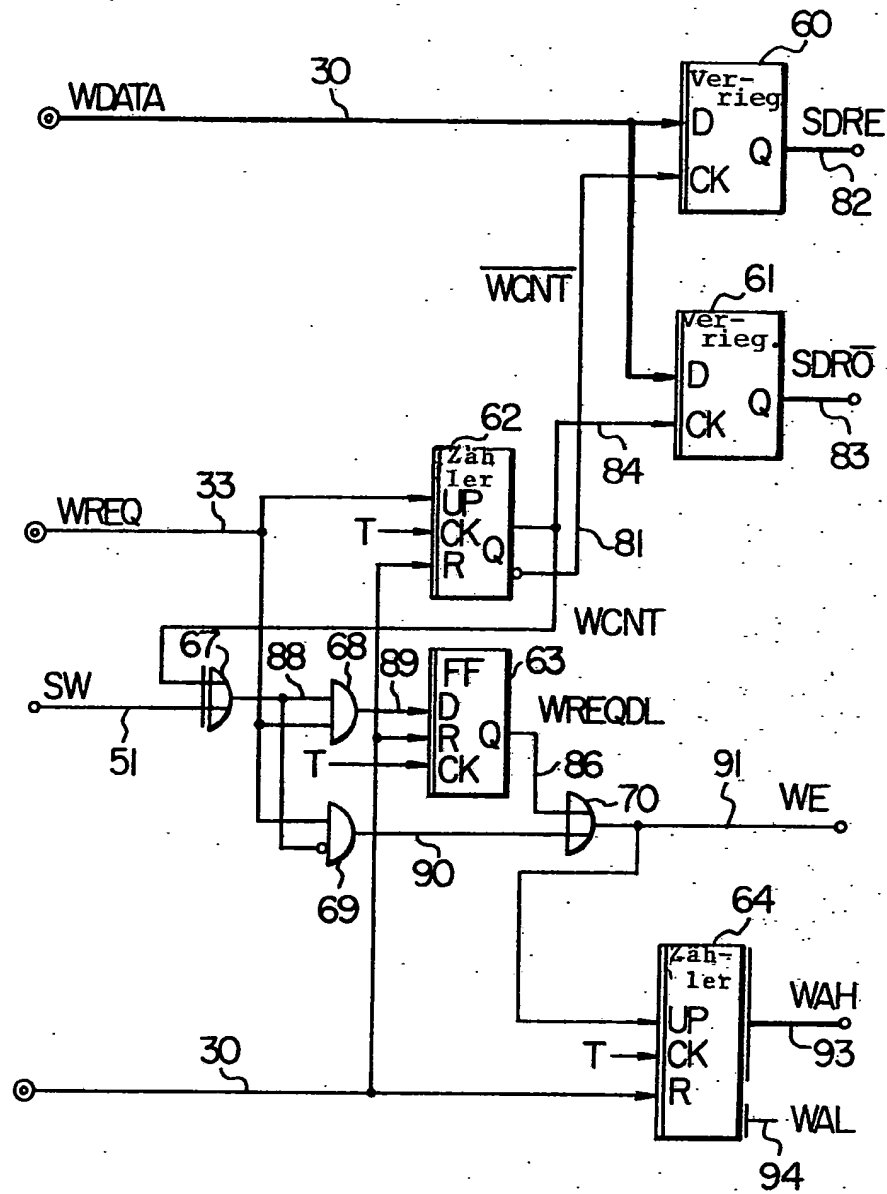 60
30
WDATA
Ver-
rieg
D
Q
CK
SDRE
82
WCNT
61
Ver-
rieg.
D
Q
CK
SDRO
83
84
62
Zäh
ler
UP
CK
Q
R
WREQ
33
T
81
WCNT
67
88
68
89
SW
51
63
FF
D
R
Q
CK
T
WREQDL
86
70
91
WE
90
69
64
Zäh-
ler
UP
CK
R
T
WAH
93
30
WAL
94